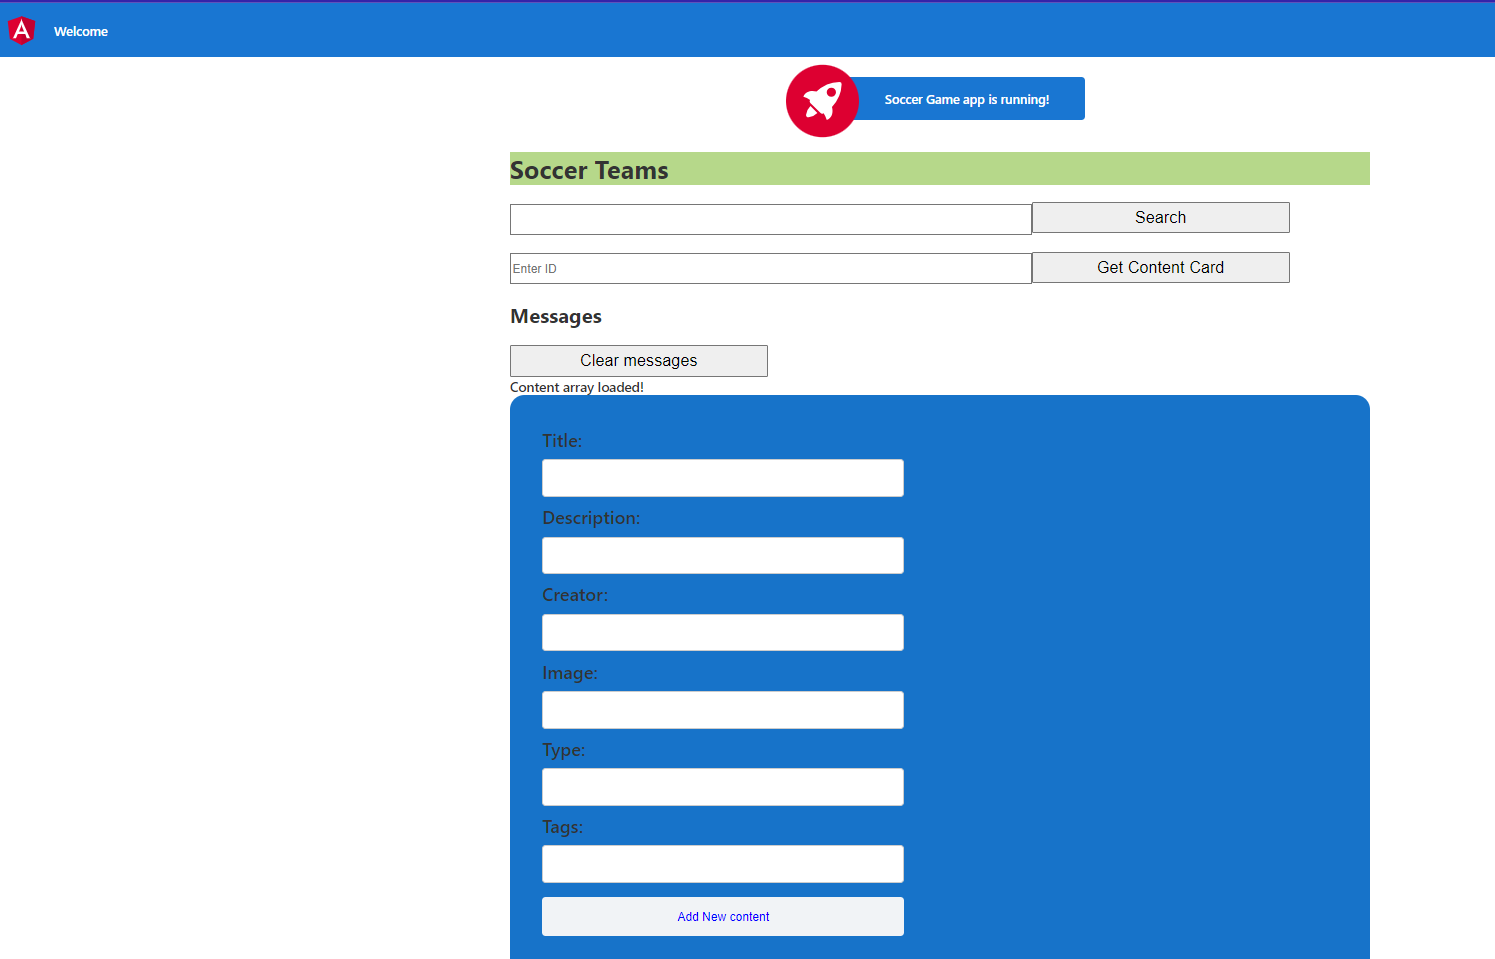 A Welcome
Soccer Game app is running!
Soccer Teams
Search
Enter ID
Get Content Card
Messages
Clear messages
Content array loaded!
Title:
Description:
Creator:
Image:
Type:
Tags:
Add New content